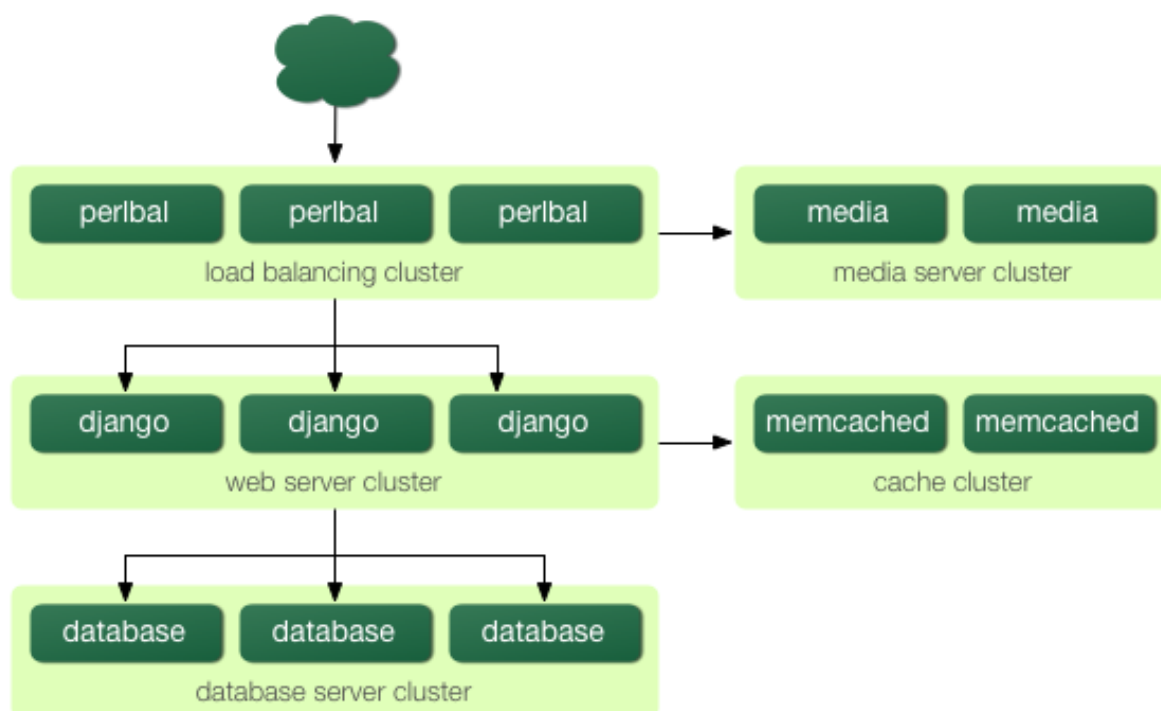 perlbal perlbal perlbal
load balancing cluster
media media
media server cluster
django django django
web server cluster
memcached memcached
cache cluster
database database database
database server cluster